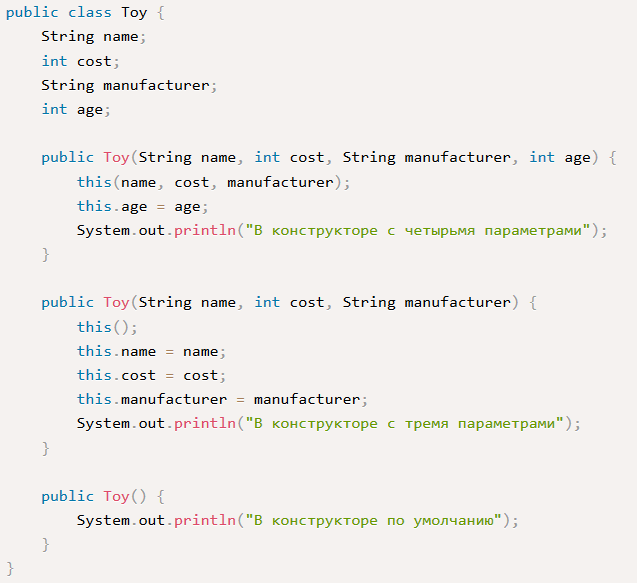 public class Toy {
    String name;
    int cost;
    String manufacturer;
    int age;

    public Toy(String name, int cost, String manufacturer, int age) {
        this(name, cost, manufacturer);
        this.age = age;
        System.out.println("В конструкторе с четырьмя параметрами");
    }

    public Toy(String name, int cost, String manufacturer) {
        this();
        this.name = name;
        this.cost = cost;
        this.manufacturer = manufacturer;
        System.out.println("В конструкторе с тремя параметрами");
    }

    public Toy() {
        System.out.println("В конструкторе по умолчанию");
    }
}